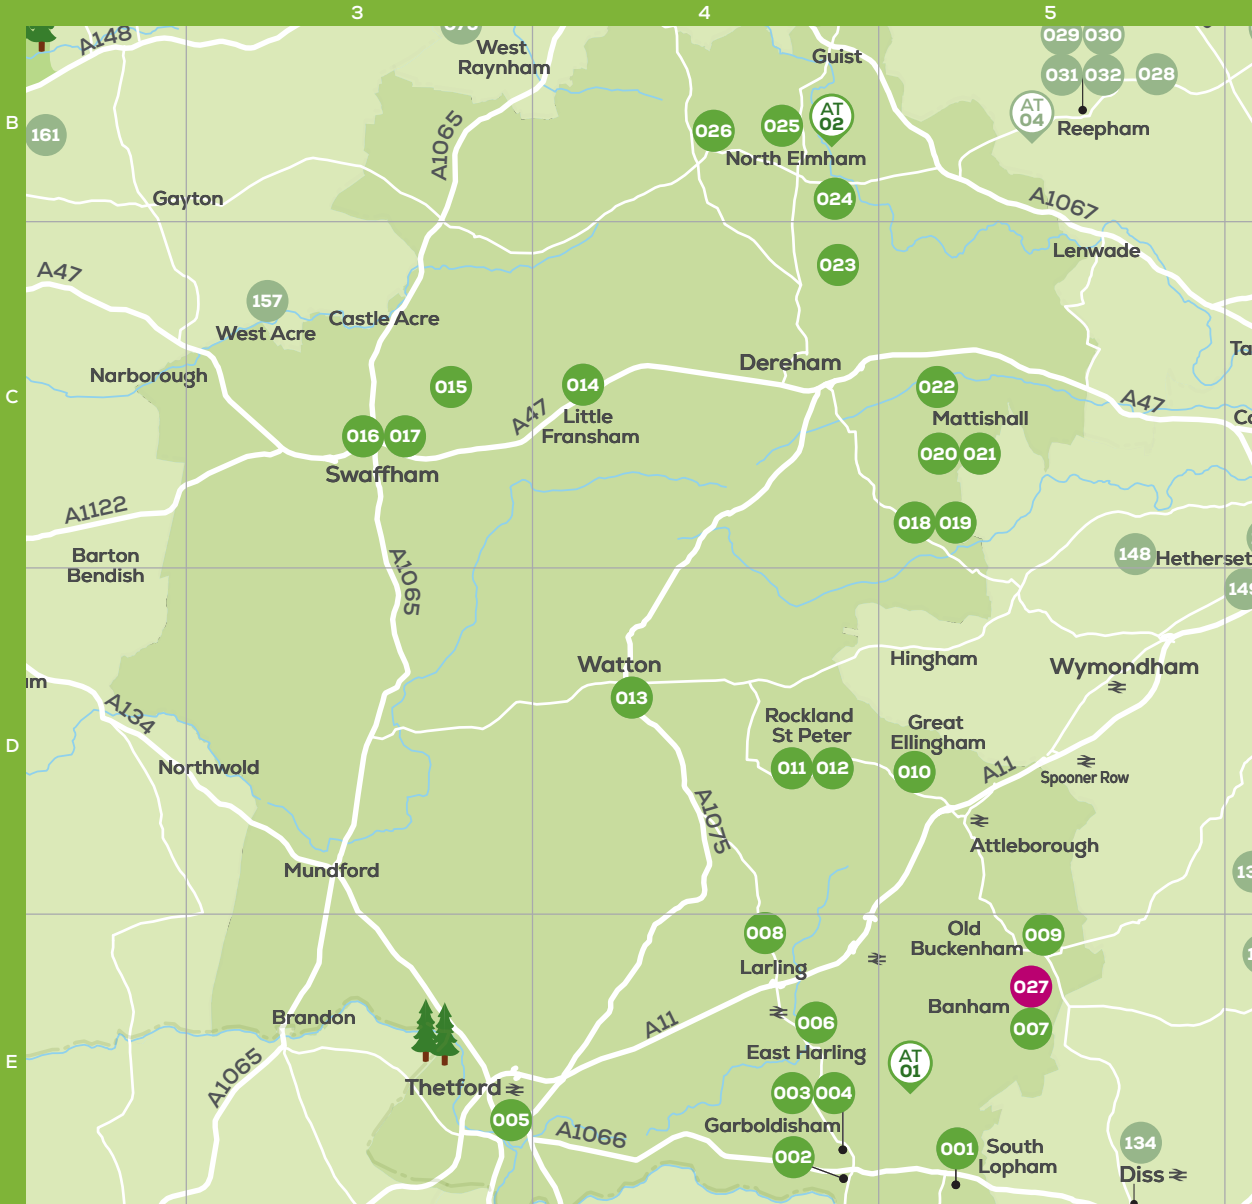 3
4
5
A148
West
Raynham
Guist
029
030
031
032
028
B
161
A1065
026
025
AT
02
AT
04
Reepham
North Elmham
Gayton
024
A1067
023
Lenwade
A47
157
West Acre
Castle Acre
Narborough
Dereham
C
015
014
Little
Fransham
A47
022
Mattishall
A47
016
017
Swaffham
020
021
A1122
018
019
Barton
Bendish
A1065
148
Hetherset
Hingham
Watton
Wymondham
013
A134
Rockland
St Peter
Great
Ellingham
D
Northwold
011
012
010
A11
Spooner Row
A1075
Attleborough
Mundford
008
Larling
Old
Buckenham
009
027
Banham
007
Brandon
A11
006
East Harling
E
A1065
AT
01
Thetford
003
004
005
Garboldisham
A1066
002
001
South
Lopham
134
Diss